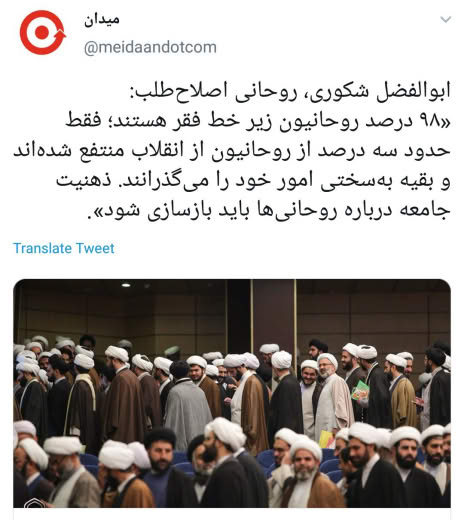 میدان
@meidaandotcom
ابوالفضل شکوری، روحانی اصلاح‌طلب:
«۹۸ درصد روحانیون زیر خط فقر هستند؛ فقط
حدود سه درصد از روحانیون از انقلاب منتفع شده‌اند
و بقیه به‌سختی امور خود را می‌گذرانند. ذهنیت
جامعه درباره روحانی‌ها باید بازسازی شود».
Translate Tweet